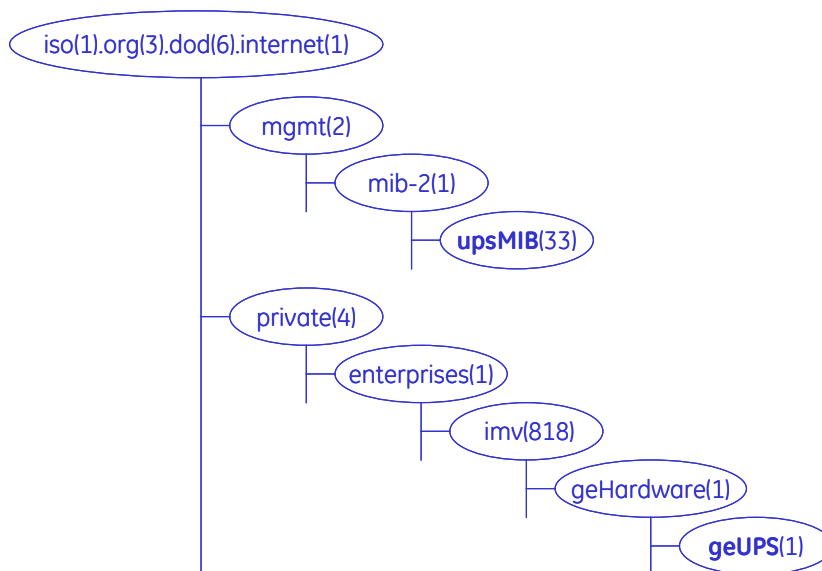 iso(1).org(3).dod(6).internet(1)
mgmt(2)
mib-2(1)
upsMIB(33)
private(4)
enterprises(1)
imv(818)
geHardware(1)
geUPS(1)